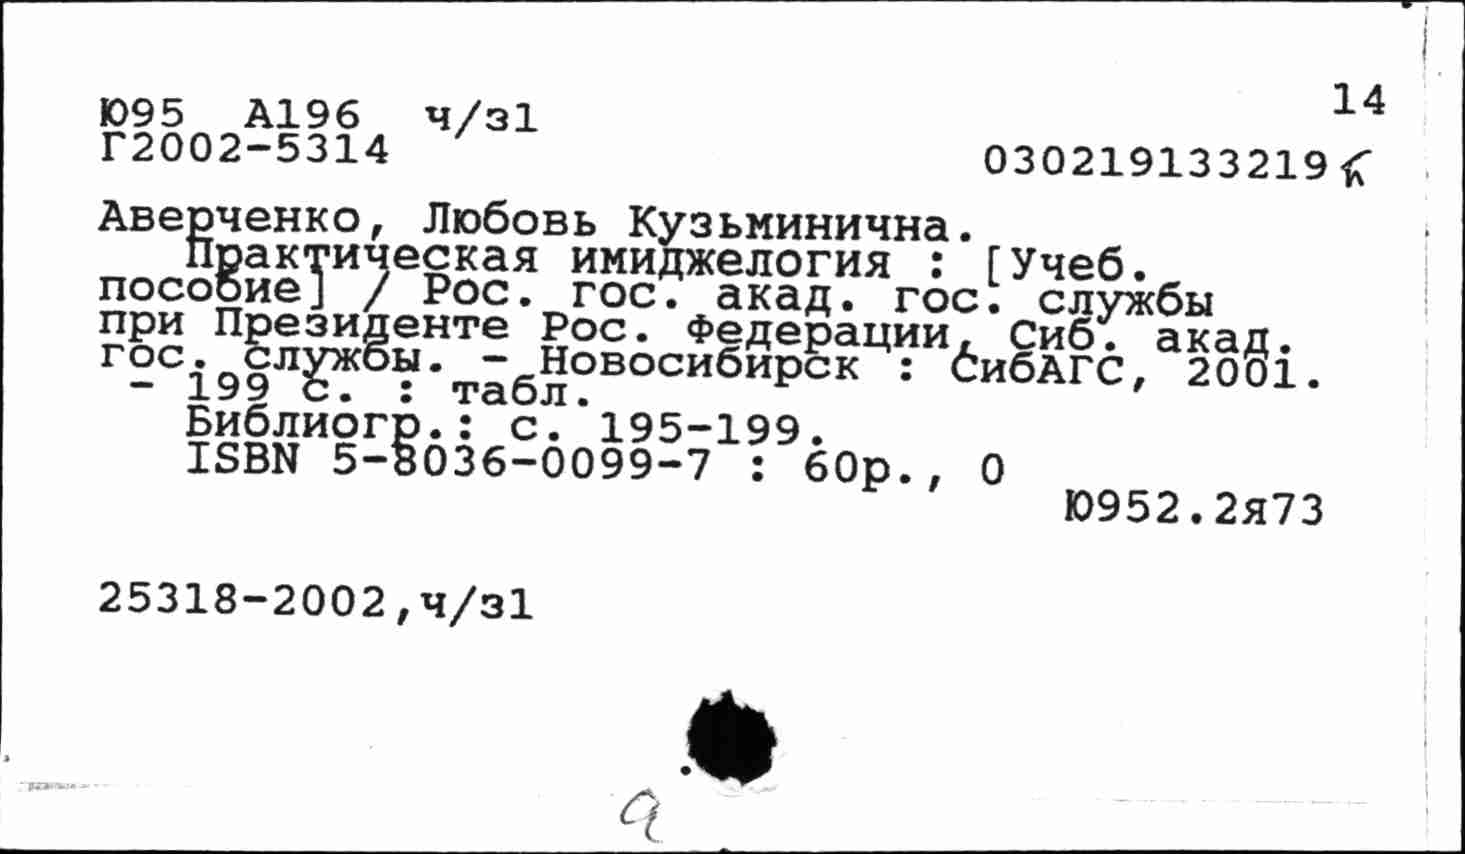 14
Ю95 А196 ч/з1
Г2002-5314
030219133219
Аверченко, Любовь Кузьминична.
Практическая имиджелогия : [Учеб.
пособие] / Рос. гос. акад. гос. службы
при Президенте Рос. Федерации, Сиб. акад.
гос. службы. - Новосибирск : СибАГС, 2001.
- 199 с. : табл.
Библиогр.: с. 195-199.
ISBN 5-8036-0099-7 : 60р., 0
Ю952.2я73
25318-2002,ч/з1
а